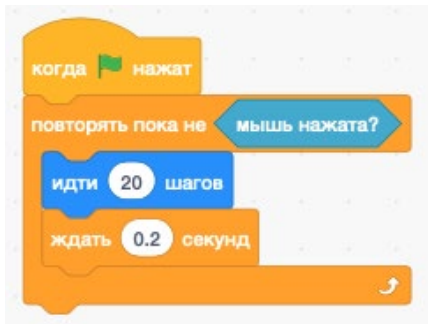 когда нажат
повторять пока не мышь нажата?
идти 20 шагов
ждать 0.2 секунд